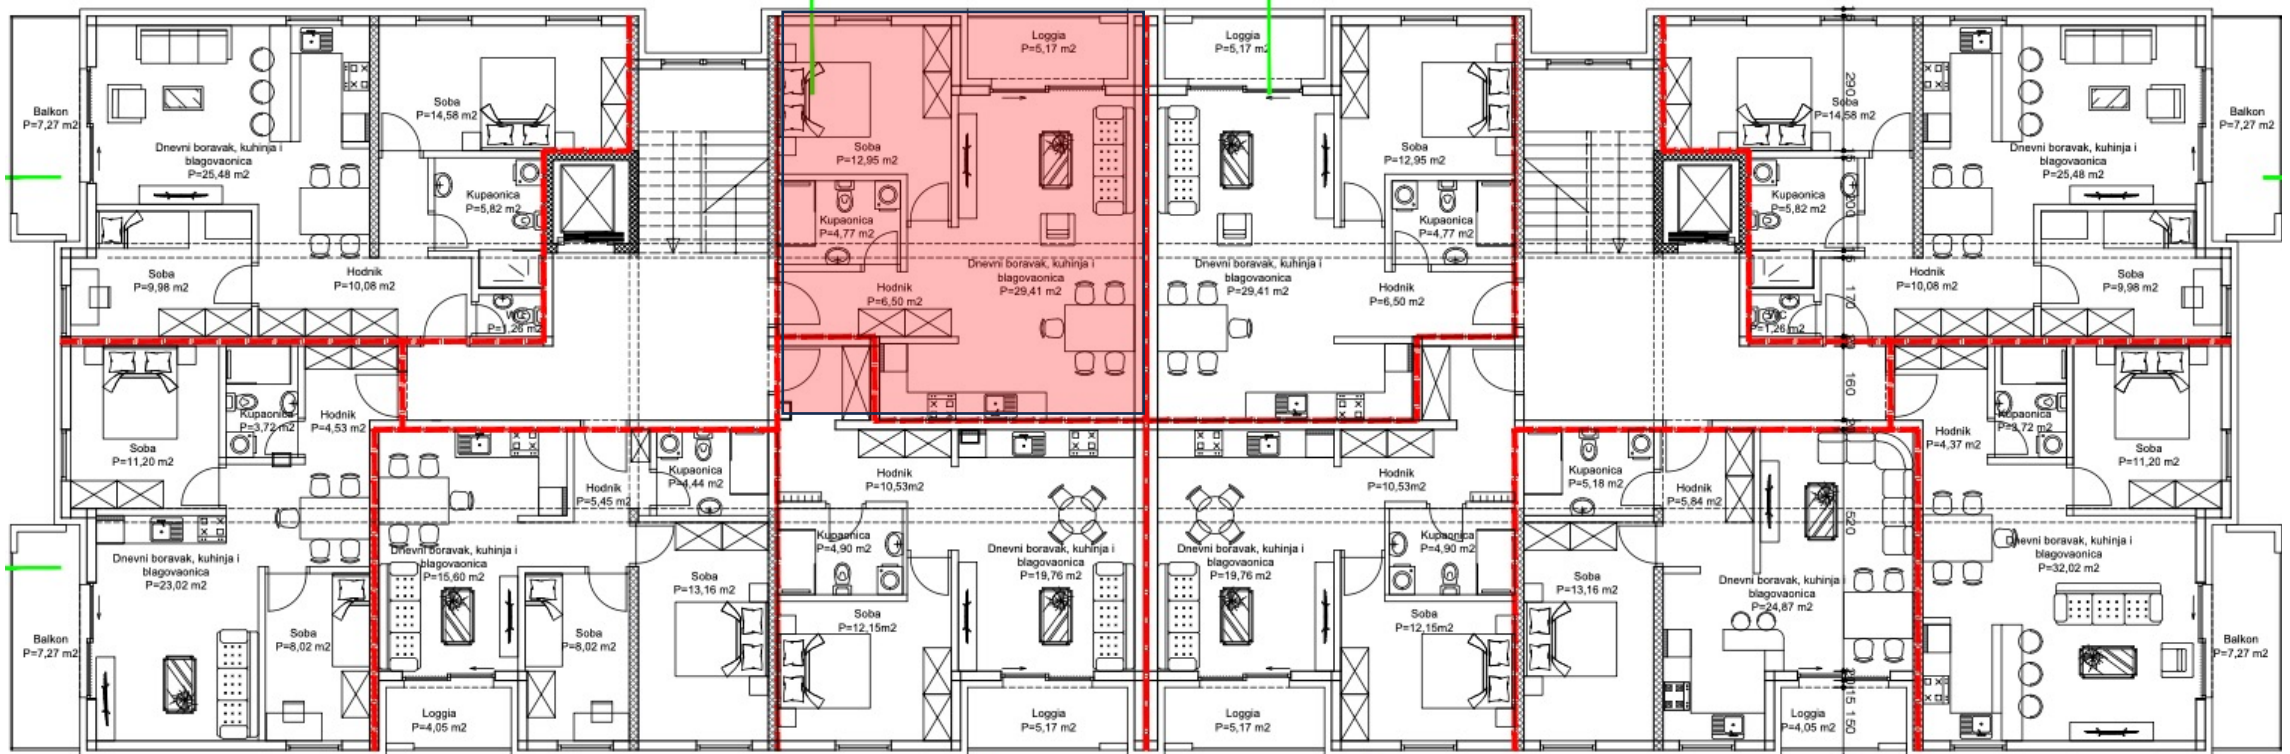 Balkon
P=7,27 m2
Dnevni boravak, kuhinja i
blagovaonica
P=25,48 m2
Soba
P=14,58 m2
Kupaonica
P=5,82 m2
Soba
P=9,98 m2
Hodnik
P=10,08 m2
WC
P=1,26 m2
Loggia
P=5,17 m2
Soba
P=12,95 m2
Kupaonica
P=4,77 m2
Hodnik
P=6,50 m2
Dnevni boravak, kuhinja i
blagovaonica
P=29,41 m2
Loggia
P=5,17 m2
Soba
P=12,95 m2
Kupaonica
P=4,77 m2
Dnevni boravak, kuhinja i
blagovaonica
P=29,41 m2
Hodnik
P=6,50 m2
290
Soba
P=14,58 m2
Kupaonica
P=5,82 m2
200
Dnevni boravak, kuhinja i
blagovaonica
P=25,48 m2
Balkon
P=7,27 m2
Hodnik
P=10,08 m2
Soba
P=9,98 m2
170
WC
P=1,26 m2
160
Soba
P=11,20 m2
Kupaonica
P=3,72 m2
Hodnik
P=4,53 m2
Dnevni boravak, kuhinja i
blagovaonica
P=23,02 m2
Balkon
P=7,27 m2
Soba
P=8,02 m2
Dnevni boravak, kuhinja i
blagovaonica
P=15,60 m2
Hodnik
P=5,45 m2
Kupaonica
P=4,44 m2
Soba
P=8,02 m2
Soba
P=13,16 m2
Loggia
P=4,05 m2
Hodnik
P=10,53m2
Kupaonica
P=4,90 m2
Dnevni boravak, kuhinja i
blagovaonica
P=19,76 m2
Soba
P=12,15m2
Loggia
P=5,17 m2
Hodnik
P=10,53m2
Dnevni boravak, kuhinja i
blagovaonica
P=19,76 m2
Kupaonica
P=4,90 m2
Soba
P=12,15m2
Loggia
P=5,17 m2
Kupaonica
P=5,18 m2
Hodnik
P=5,84 m2
Soba
P=13,16 m2
520
Dnevni boravak, kuhinja i
blagovaonica
P=24,87 m2
Loggia
P=4,05 m2
150
Hodnik
P=4,37 m2
Kupaonica
P=3,72 m2
Soba
P=11,20 m2
Dnevni boravak, kuhinja i
blagovaonica
P=32,02 m2
Balkon
P=7,27 m2